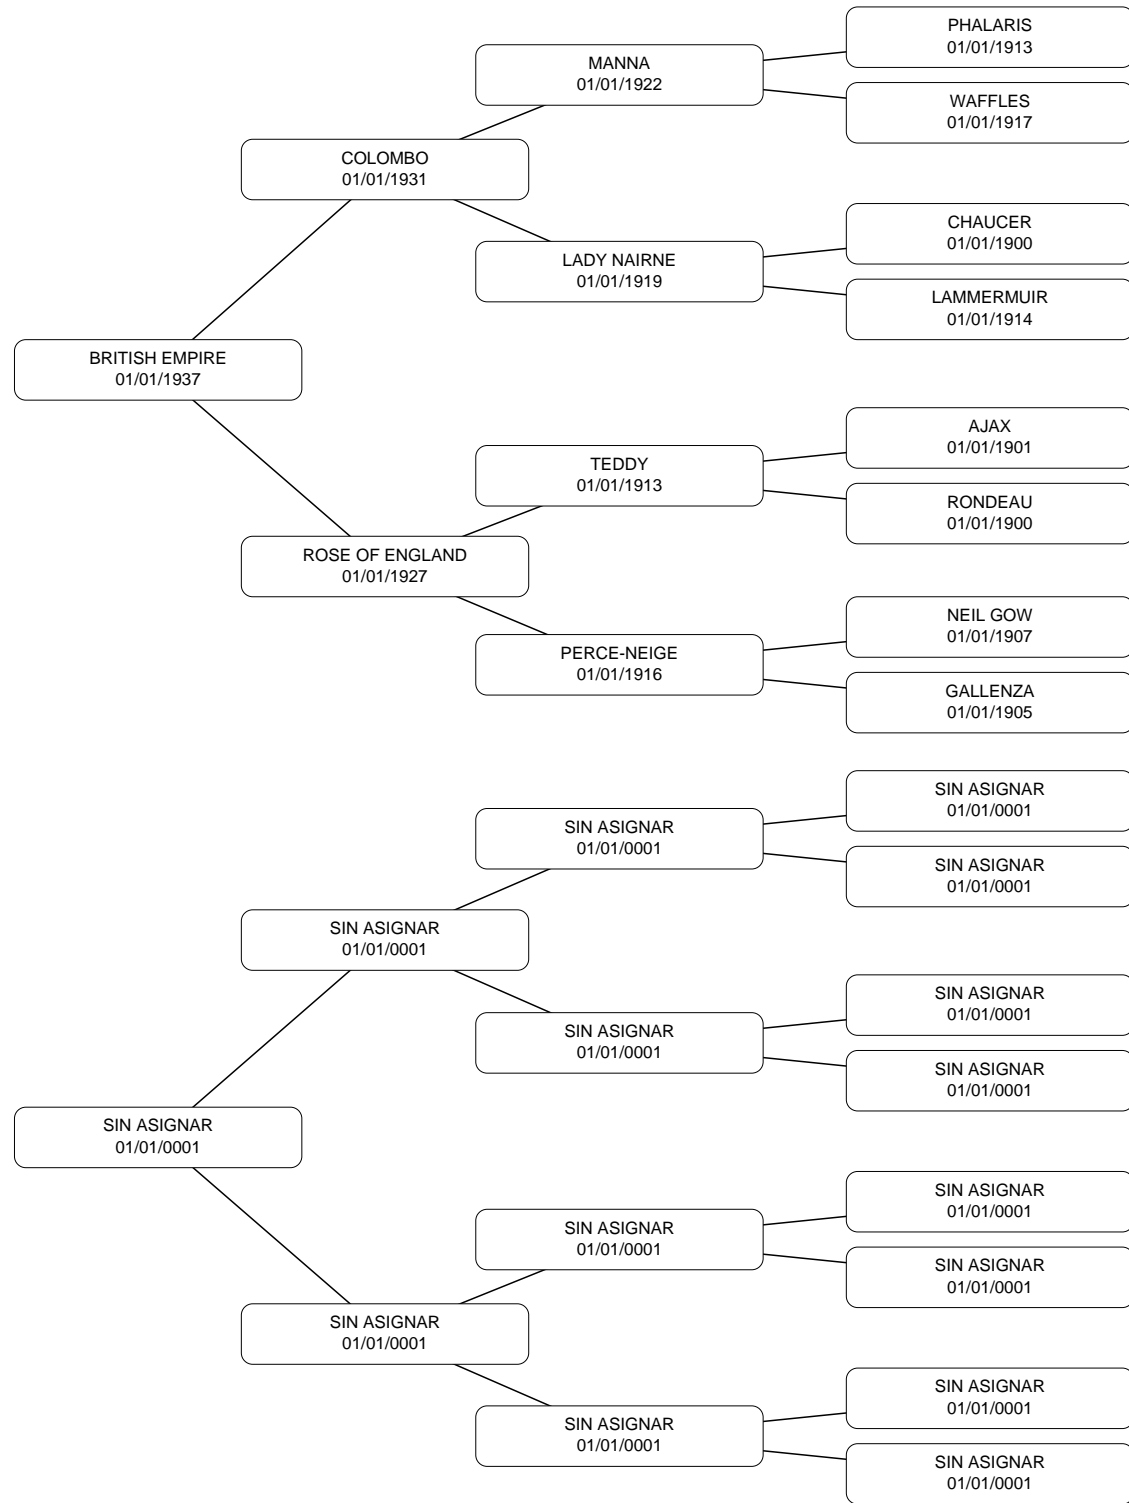 PHALARIS
01/01/1913
MANNA
01/01/1922
WAFFLES
01/01/1917
COLOMBO
01/01/1931
CHAUCER
01/01/1900
LADY NAIRNE
01/01/1919
LAMMERMUIR
01/01/1914
BRITISH EMPIRE
01/01/1937
AJAX
01/01/1901
TEDDY
01/01/1913
RONDEAU
01/01/1900
ROSE OF ENGLAND
01/01/1927
NEIL GOW
01/01/1907
PERCE-NEIGE
01/01/1916
GALLENZA
01/01/1905
SIN ASIGNAR
01/01/0001
SIN ASIGNAR
01/01/0001
SIN ASIGNAR
01/01/0001
SIN ASIGNAR
01/01/0001
SIN ASIGNAR
01/01/0001
SIN ASIGNAR
01/01/0001
SIN ASIGNAR
01/01/0001
SIN ASIGNAR
01/01/0001
SIN ASIGNAR
01/01/0001
SIN ASIGNAR
01/01/0001
SIN ASIGNAR
01/01/0001
SIN ASIGNAR
01/01/0001
SIN ASIGNAR
01/01/0001
SIN ASIGNAR
01/01/0001
SIN ASIGNAR
01/01/0001